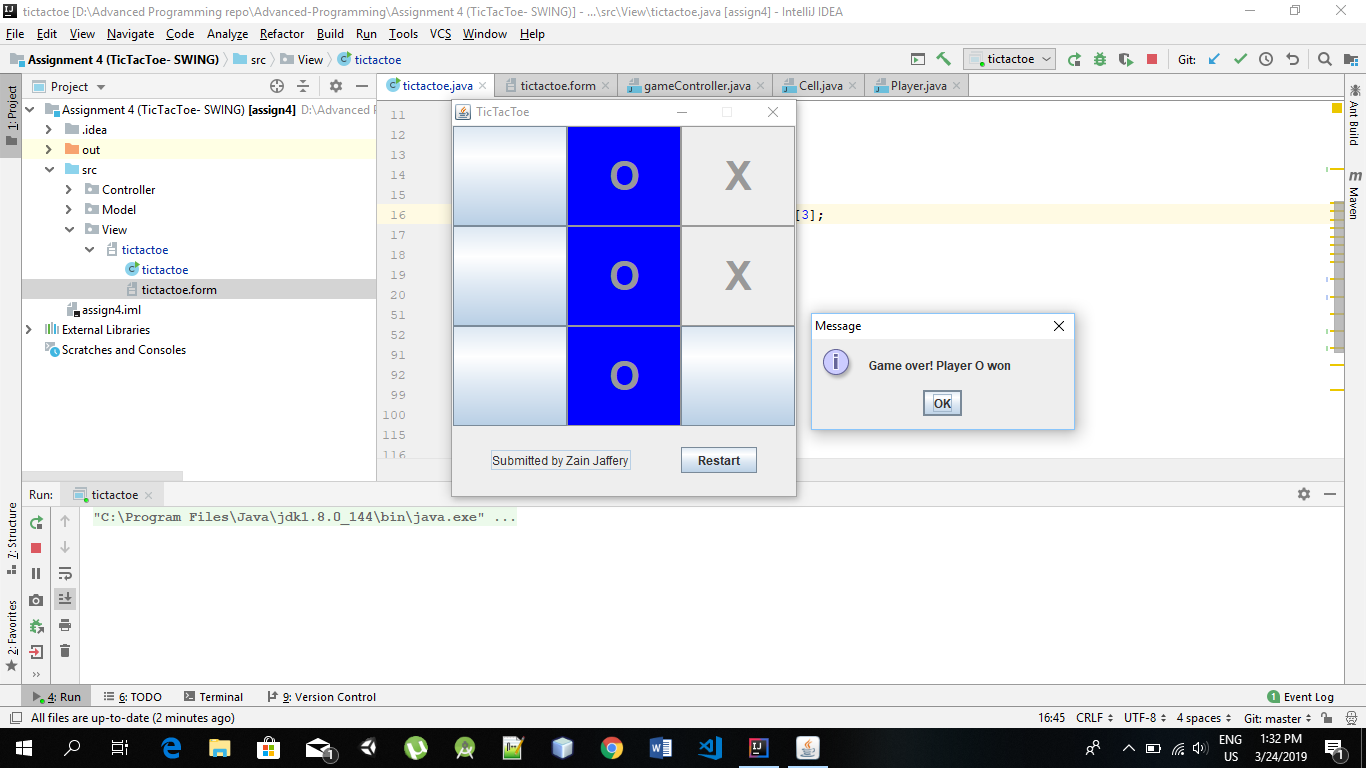 tictactoe [D:\Advanced Programming repo\Advanced-Programming\Assignment 4 (TicTacToe- SWING)] - ...\src\View\tictactoe.java [assign4] - IntelliJ IDEA
File Edit View Navigate Code Analyze Refactor Build Run Tools VCS Window Help
Assignment 4 (TicTacToe- SWING) src View tictactoe
tictactoe Git:
1: Project
Project
tictactoe.java tictactoe.form gameController.java Cell.java Player.java
Assignment 4 (TicTacToe- SWING) [assign4] D:\Advanced P
.idea
out
src
Controller
Model
View
tictactoe
tictactoe
tictactoe.form
assign4.iml
External Libraries
Scratches and Consoles
11
12
13
14
15
16 [3];
17
18
19
20
51
52
91
92
99
100
115
116
TicTacToe
O X
O X
O
Submitted by Zain Jaffery Restart
Message
Game over! Player O won
OK
Ant Build
Maven
Run: tictactoe
"C:\Program Files\Java\jdk1.8.0_144\bin\java.exe" ...
7: Structure
2: Favorites
4: Run 6: TODO Terminal 9: Version Control 1 Event Log
All files are up-to-date (2 minutes ago) 16:45 CRLF UTF-8 4 spaces Git: master
ENG
US
1:32 PM
3/24/2019
1
1